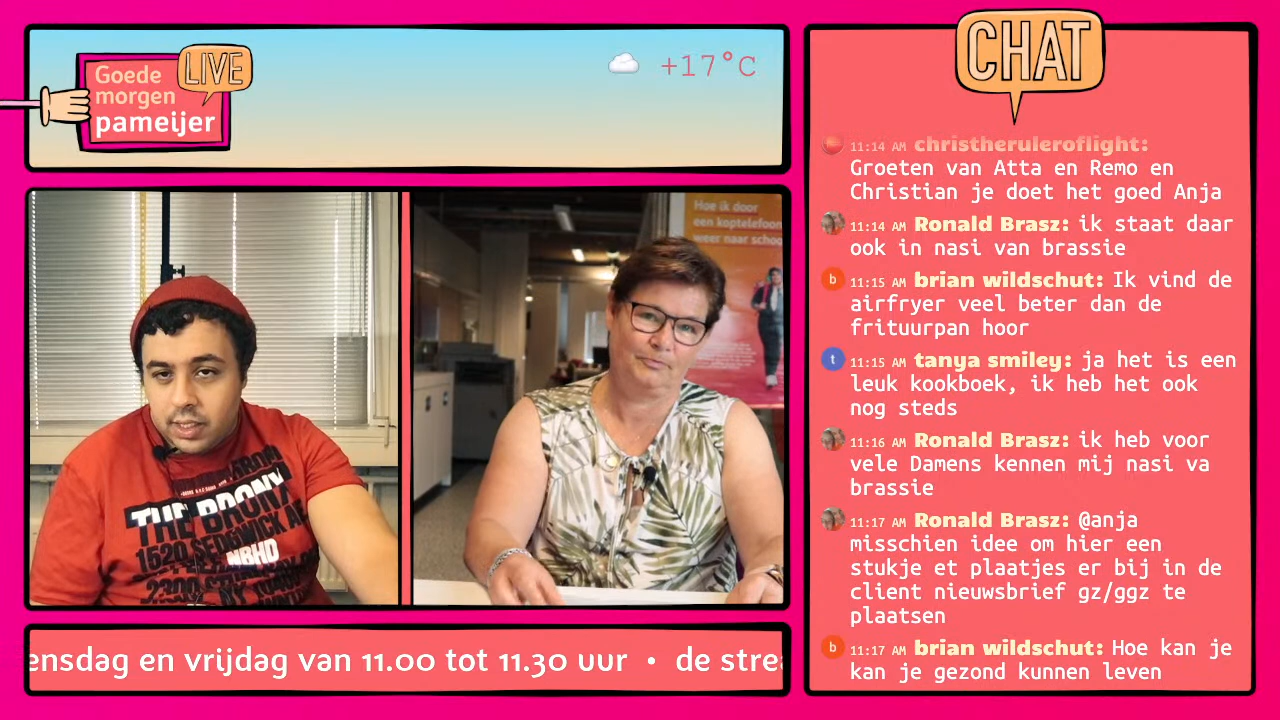 Goede
morgen
pameijer
LIVE
+17°C
Hoe ik door
een koptelefoon
weer naar school
THE BRONX
1520 SEDGWICK AV
NBHD
ensdag en vrijdag van 11.00 tot 11.30 uur • de strea
CHAT
11:14 AM christheruleroflight:
Groeten van Atta en Remo en
Christian je doet het goed Anja
11:14 AM Ronald Brasz: ik staat daar
ook in nasi van brassie
b 11:15 AM brian wildschut: Ik vind de
airfryer veel beter dan de
frituurpan hoor
t 11:15 AM tanya smiley: ja het is een
leuk kookboek, ik heb het ook
nog steds
11:16 AM Ronald Brasz: ik heb voor
vele Damens kennen mij nasi va
brassie
11:17 AM Ronald Brasz: @anja
misschien idee om hier een
stukje et plaatjes er bij in de
client nieuwsbrief gz/ggz te
plaatsen
b 11:17 AM brian wildschut: Hoe kan je
kan je gezond kunnen leven